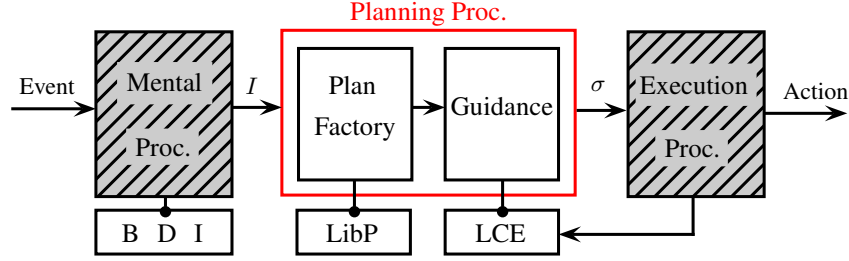 Planning Proc.
Event
Mental
Proc.
I
Plan
Factory
Guidance
σ
Execution
Proc.
Action
B D I
LibP
LCE